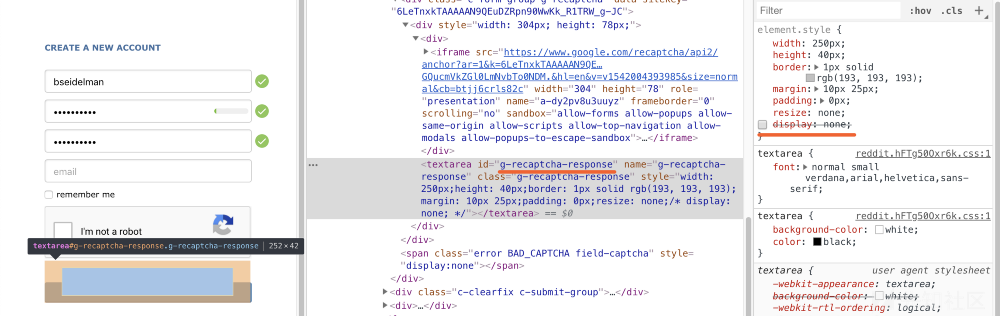 CREATE A NEW ACCOUNT
bseidelman
••••••••••
••••••••••
email
remember me
I'm not a robot
textarea#g-recaptcha-response.g-recaptcha-response | 252×42
"6LeTnxkTAAAAAN9QEuDZRpn90WwKk_R1TRW_g-JC">
▼<div style="width: 304px; height: 78px;">
▼<div>
▶<iframe src="https://www.google.com/recaptcha/api2/
anchor?ar=1&k=6LeTnxkTAAAAAN9QE…
GQucmVkZGl0LmNvbTo0NDM.&hl=en&v=v1542004393985&size=norm
al&cb=btjj6crls82c" width="304" height="78" role=
"presentation" name="a-dy2pv8u3uuyz" frameborder="0"
scrolling="no" sandbox="allow-forms allow-popups allow-
same-origin allow-scripts allow-top-navigation allow-
modals allow-popups-to-escape-sandbox">…</iframe>
</div>
<textarea id="g-recaptcha-response" name="g-recaptcha-
response" class="g-recaptcha-response" style="width:
250px;height: 40px;border: 1px solid rgb(193, 193, 193);
margin: 10px 25px;padding: 0px;resize: none;/* display:
none; */"></textarea> == $0
</div>
</div>
<span class="error BAD_CAPTCHA field-captcha" style=
"display:none"></span>
</div>
▶<div class="c-clearfix c-submit-group">…</div>
▶<div>…</div>
Filter
:hov .cls +
element.style {
width: 250px;
height: 40px;
border:▶1px solid
rgb(193, 193, 193);
margin:▶10px 25px;
padding:▶0px;
resize: none;
display: none;
}
textarea { reddit.hFTg50Oxr6k.css:1
font:▶normal small
verdana,arial,helvetica,sans-
serif;
}
textarea { reddit.hFTg50Oxr6k.css:1
background-color: white;
color: black;
}
textarea { user agent stylesheet
-webkit-appearance: textarea;
background-color: white;
-webkit-rtl-ordering: logical;